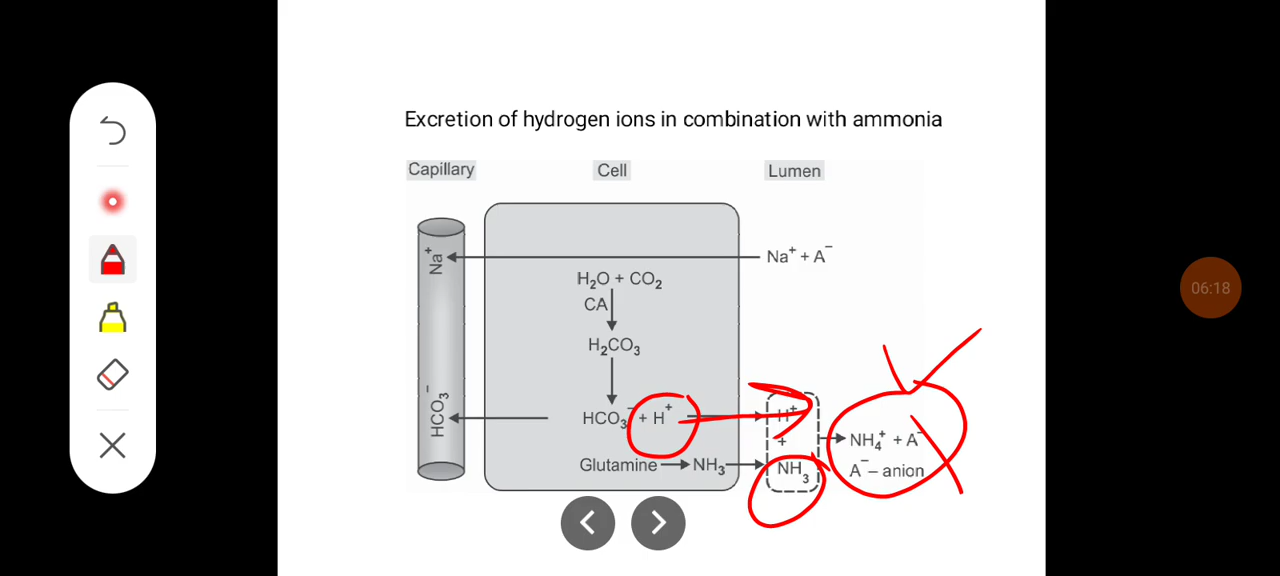 Excretion of hydrogen ions in combination with ammonia
Capillary Cell Lumen
Na⁺ Na⁺ + A⁻
H₂O + CO₂
CA
H₂CO₃
HCO₃⁻ HCO₃⁻ + H⁺ H⁺
+ NH₄⁺ + A⁻
Glutamine NH₃ NH₃ A⁻ – anion
06:18